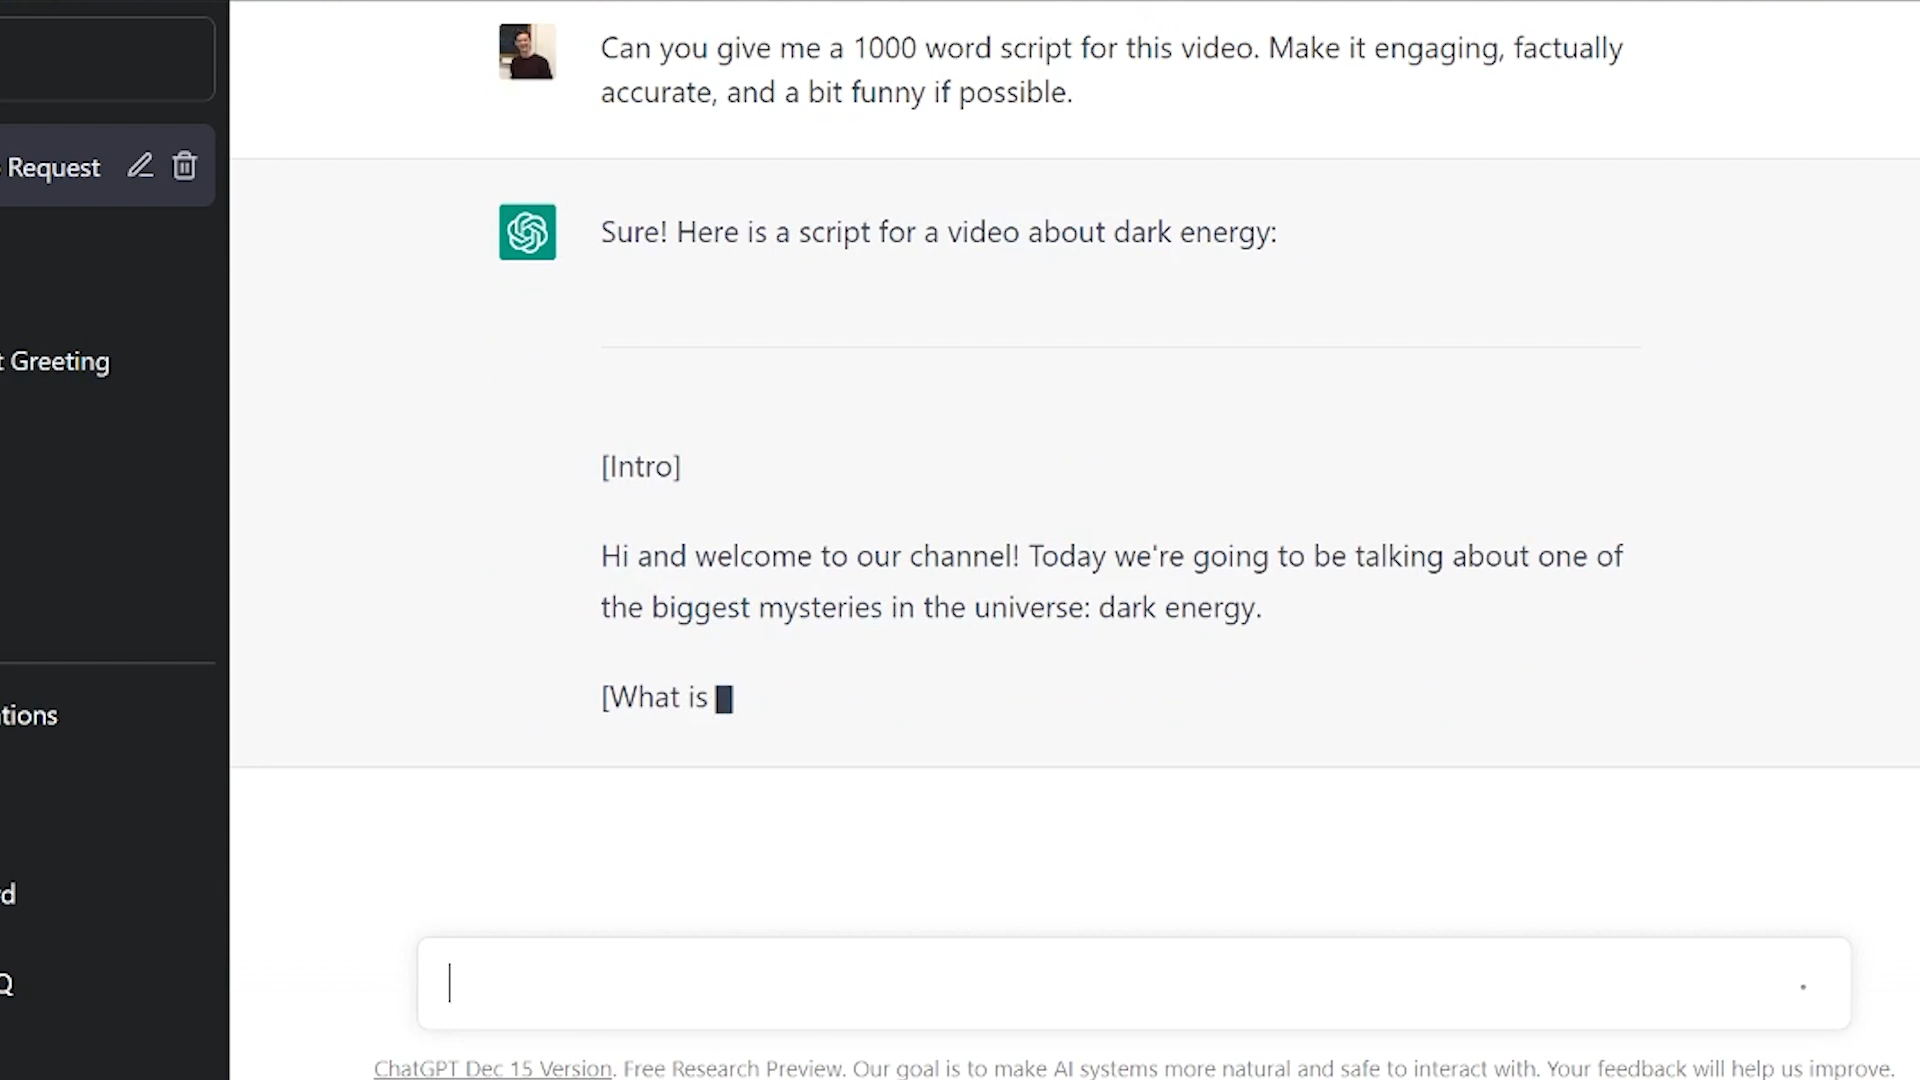 Can you give me a 1000 word script for this video. Make it engaging, factually
accurate, and a bit funny if possible.
Request
Sure! Here is a script for a video about dark energy:
t Greeting
[Intro]
Hi and welcome to our channel! Today we're going to be talking about one of
the biggest mysteries in the universe: dark energy.
[What is
tions
d
Q
ChatGPT Dec 15 Version. Free Research Preview. Our goal is to make AI systems more natural and safe to interact with. Your feedback will help us improve.